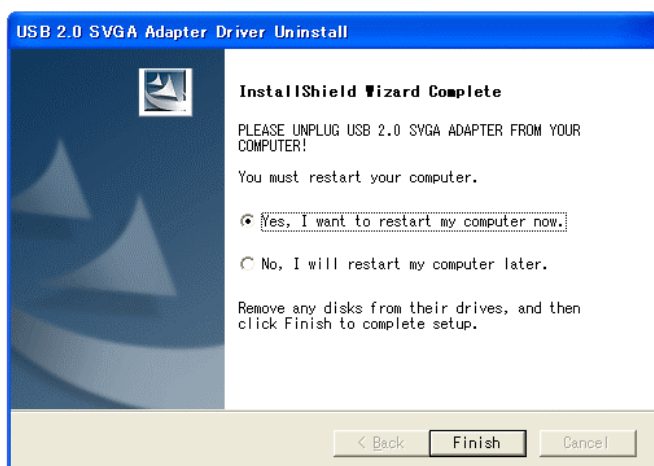 USB 2.0 SVGA Adapter Driver Uninstall
InstallShield Wizard Complete
PLEASE UNPLUG USB 2.0 SVGA ADAPTER FROM YOUR
COMPUTER!
You must restart your computer.
Yes, I want to restart my computer now.
No, I will restart my computer later.
Remove any disks from their drives, and then
click Finish to complete setup.
< Back Finish Cancel